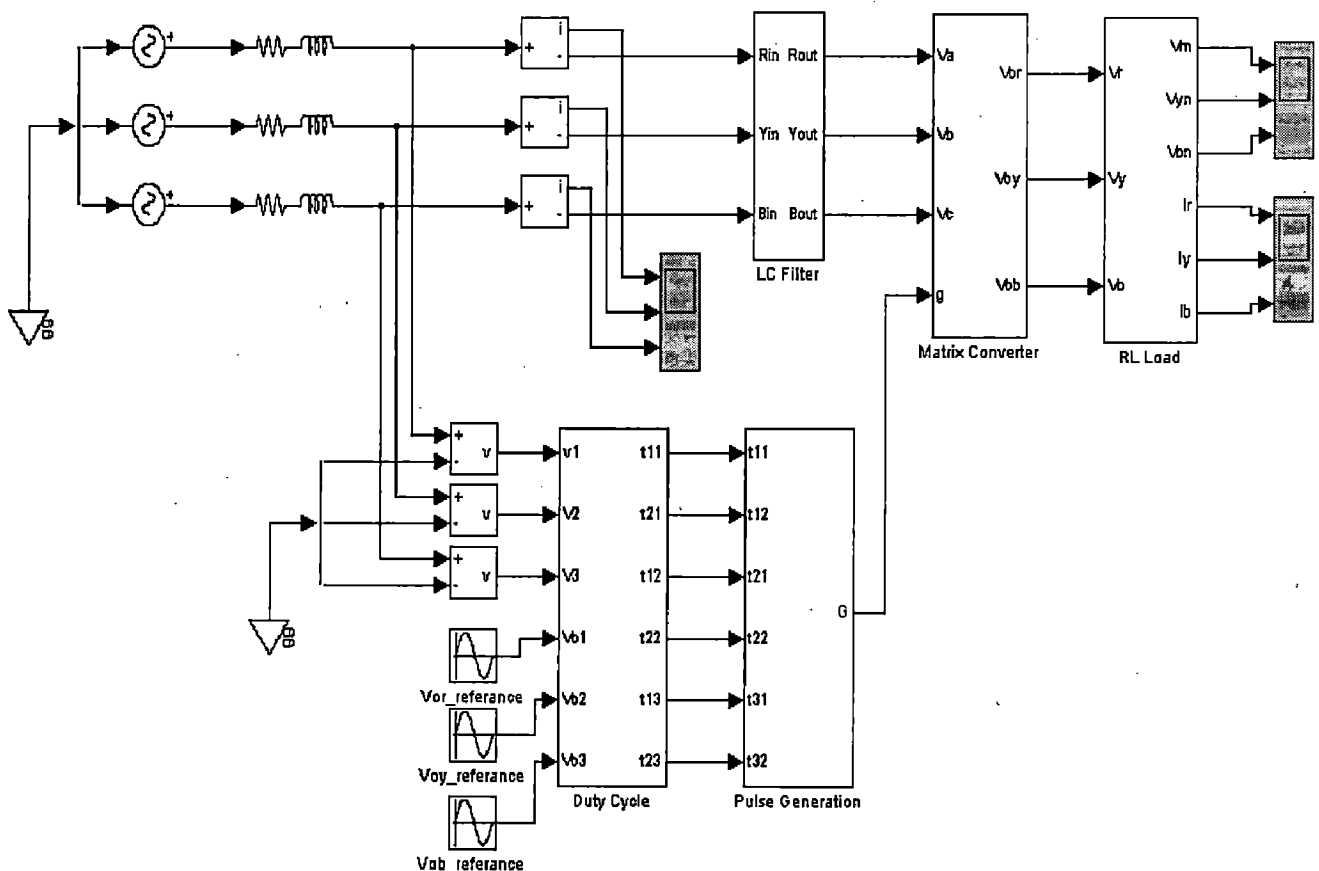 +
+
+
+ i
-
+ i
-
+ i
-
Rin Rout
Yin Yout
Bin Bout
LC Filter
Va Vor
Vb Voy
Vc Vob
g
Matrix Converter
Vr
Vy
Vb
Vrn
Vyn
Vbn
Ir
Iy
Ib
RL Load
+ v
-
+ v
-
+ v
-
v1 t11
V2 t21
V3 t12
Vo1 t22
Vo2 t13
Vo3 t23
Duty Cycle
t11
t12
t21
t22
t31
t32
G
Pulse Generation
Vor_referance
Voy_referance
Vob_referance